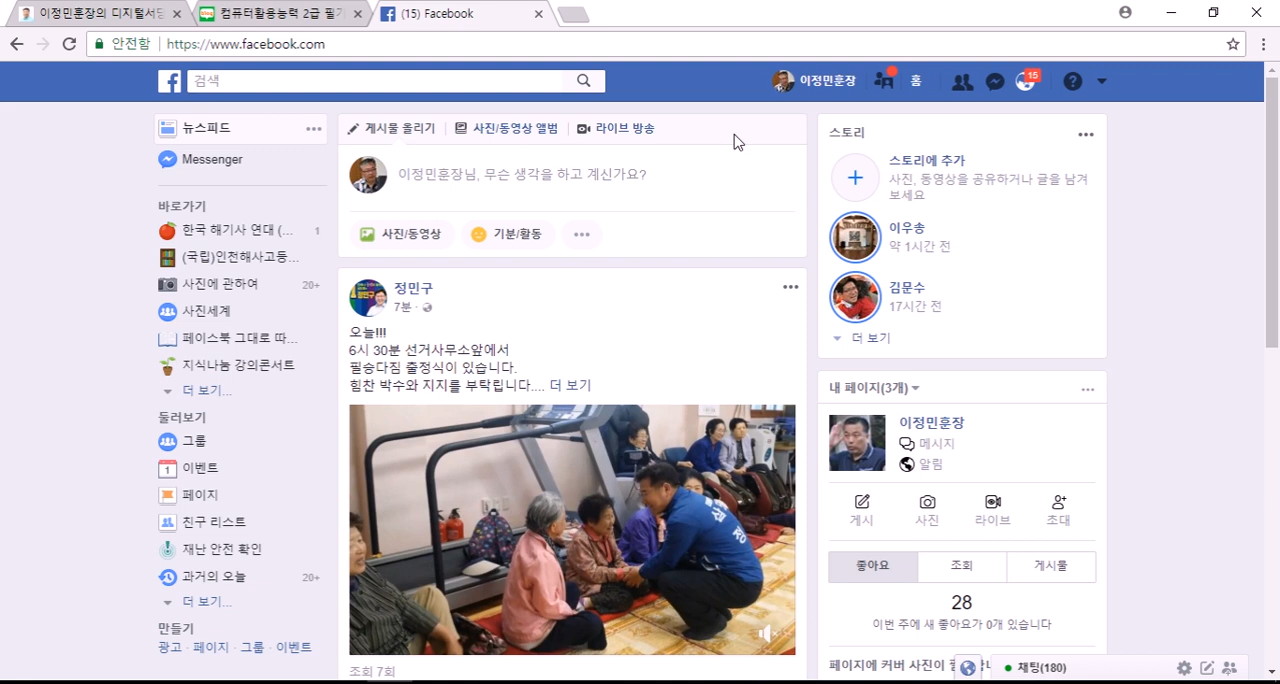 이정민훈장의 디지털서당
컴퓨터활용능력 2급 필기
(15) Facebook
안전함 https://www.facebook.com
검색
이정민훈장
홈
15
뉴스피드
Messenger
바로가기
한국 해기사 연대 (... 1
(국립)인천해사고등...
사진에 관하여 20+
사진세계
페이스북 그대로 따...
지식나눔 강의콘서트
더 보기...
둘러보기
그룹
이벤트
페이지
친구 리스트
재난 안전 확인
과거의 오늘 20+
더 보기...
만들기
광고 · 페이지 · 그룹 · 이벤트
게시물 올리기 사진/동영상 앨범 라이브 방송
이정민훈장님, 무슨 생각을 하고 계신가요?
사진/동영상 기분/활동
정민구
7분 ·
오늘!!!
6시 30분 선거사무소앞에서
필승다짐 출정식이 있습니다.
힘찬 박수와 지지를 부탁립니다.... 더 보기
조회 7회
스토리
스토리에 추가
사진, 동영상을 공유하거나 글을 남겨
보세요
이우송
약 1시간 전
김문수
17시간 전
더 보기
내 페이지(3개)
이정민훈장
메시지
알림
게시 사진 라이브 초대
좋아요 조회 게시물
28
이번 주에 새 좋아요가 0개 있습니다
페이지에 커버 사진이
채팅(180)